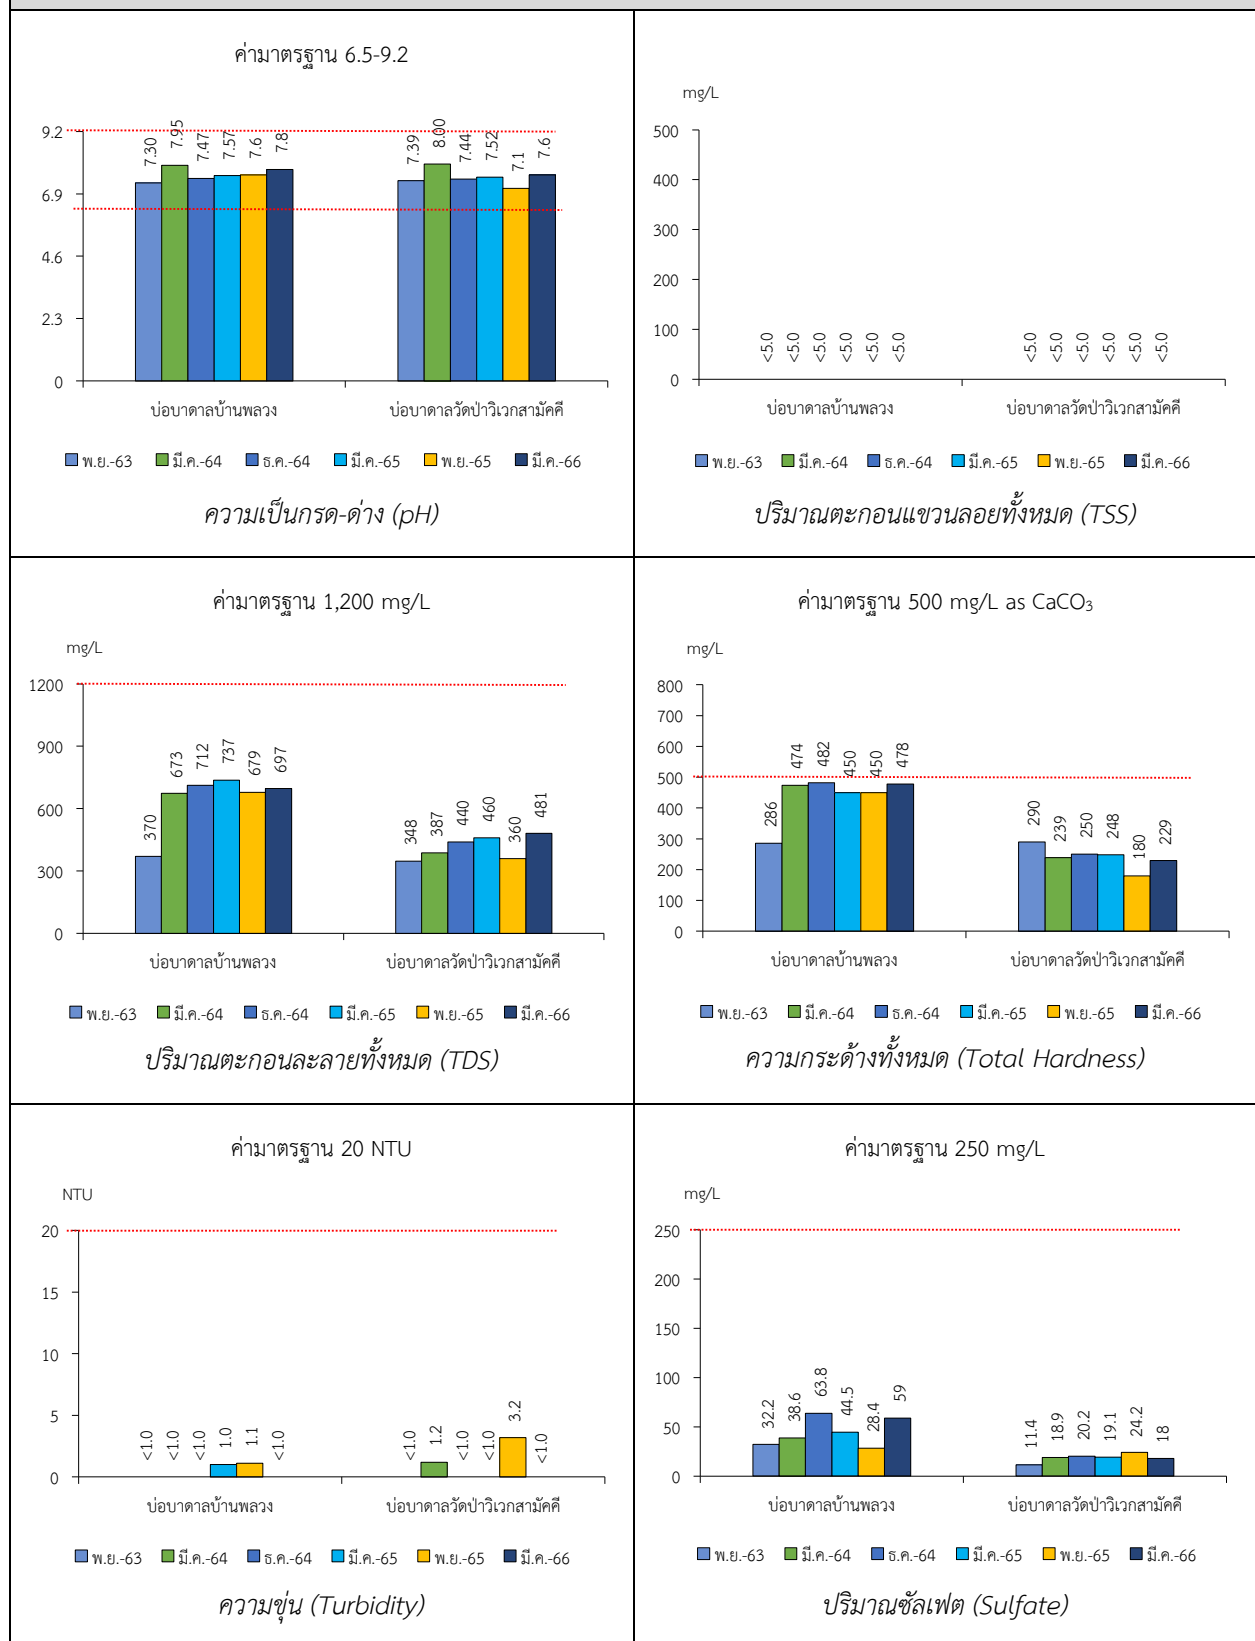 ค่ามาตรฐาน 6.5-9.2
9.2
6.9
4.6
2.3
0
7.30 7.95 7.47 7.57 7.6 7.8
7.39 8.00 7.44 7.52 7.1 7.6
บ่อบาดาลบ้านพลวง บ่อบาดาลวัดป่าวิเวกสามัคคี
พ.ย.-63 มี.ค.-64 ธ.ค.-64 มี.ค.-65 พ.ย.-65 มี.ค.-66
ความเป็นกรด-ด่าง (pH)
mg/L
500
400
300
200
100
0
<5.0 <5.0 <5.0 <5.0 <5.0 <5.0
<5.0 <5.0 <5.0 <5.0 <5.0 <5.0
บ่อบาดาลบ้านพลวง บ่อบาดาลวัดป่าวิเวกสามัคคี
พ.ย.-63 มี.ค.-64 ธ.ค.-64 มี.ค.-65 พ.ย.-65 มี.ค.-66
ปริมาณตะกอนแขวนลอยทั้งหมด (TSS)
ค่ามาตรฐาน 1,200 mg/L
mg/L
1200
900
600
300
0
370 673 712 737 679 697
348 387 440 460 360 481
บ่อบาดาลบ้านพลวง บ่อบาดาลวัดป่าวิเวกสามัคคี
พ.ย.-63 มี.ค.-64 ธ.ค.-64 มี.ค.-65 พ.ย.-65 มี.ค.-66
ปริมาณตะกอนละลายทั้งหมด (TDS)
ค่ามาตรฐาน 500 mg/L as CaCO₃
mg/L
800
700
600
500
400
300
200
100
0
286 474 482 450 450 478
290 239 250 248 180 229
บ่อบาดาลบ้านพลวง บ่อบาดาลวัดป่าวิเวกสามัคคี
พ.ย.-63 มี.ค.-64 ธ.ค.-64 มี.ค.-65 พ.ย.-65 มี.ค.-66
ความกระด้างทั้งหมด (Total Hardness)
ค่ามาตรฐาน 20 NTU
NTU
20
15
10
5
0
<1.0 <1.0 <1.0 1.0 1.1 <1.0
<1.0 1.2 <1.0 <1.0 3.2 <1.0
บ่อบาดาลบ้านพลวง บ่อบาดาลวัดป่าวิเวกสามัคคี
พ.ย.-63 มี.ค.-64 ธ.ค.-64 มี.ค.-65 พ.ย.-65 มี.ค.-66
ความขุ่น (Turbidity)
ค่ามาตรฐาน 250 mg/L
mg/L
250
200
150
100
50
0
32.2 38.6 63.8 44.5 28.4 59
11.4 18.9 20.2 19.1 24.2 18
บ่อบาดาลบ้านพลวง บ่อบาดาลวัดป่าวิเวกสามัคคี
พ.ย.-63 มี.ค.-64 ธ.ค.-64 มี.ค.-65 พ.ย.-65 มี.ค.-66
ปริมาณซัลเฟต (Sulfate)